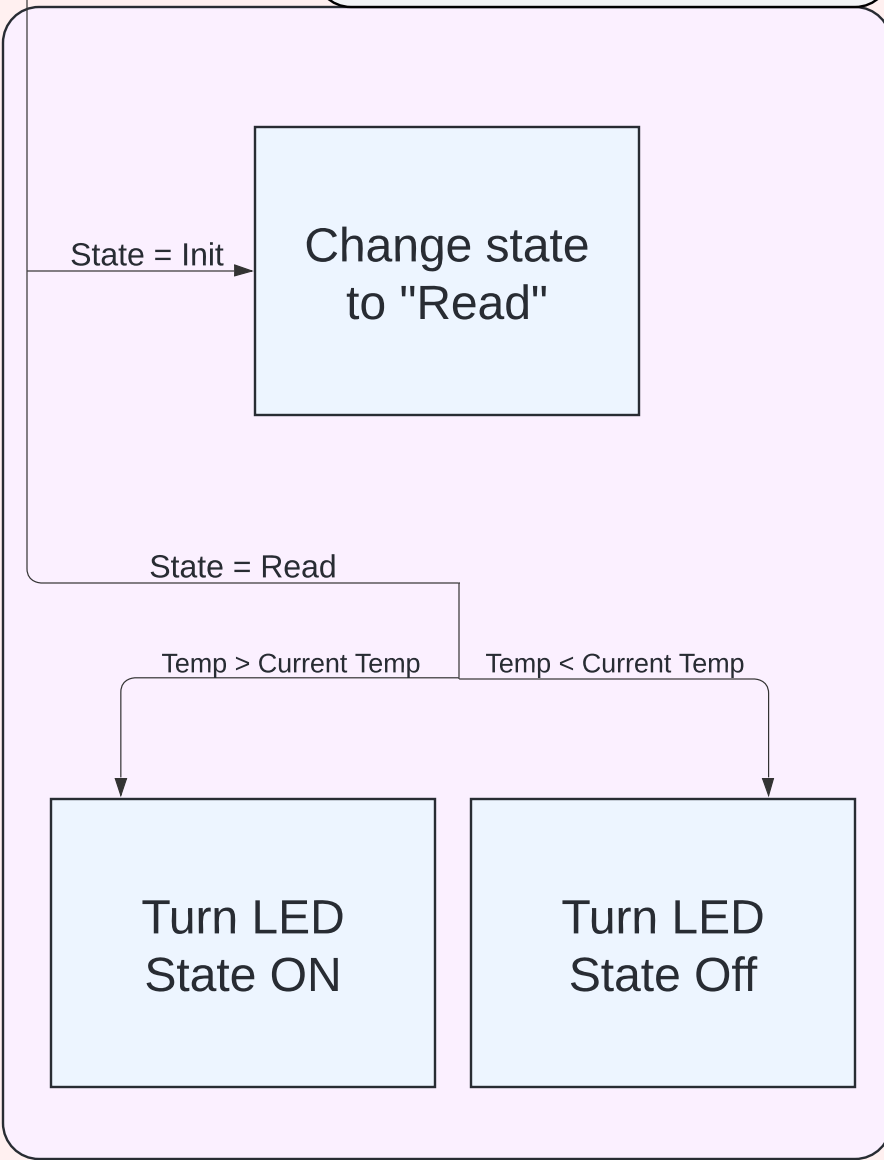 State = Init
Change state
to "Read"
State = Read
Temp > Current Temp
Temp < Current Temp
Turn LED
State ON
Turn LED
State Off